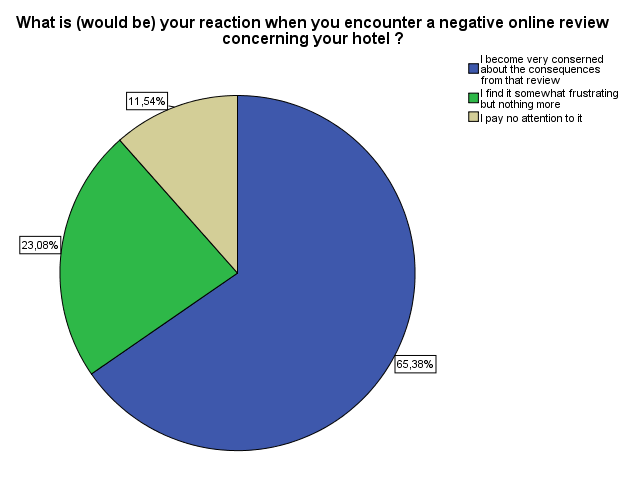 What is (would be) your reaction when you encounter a negative online review
concerning your hotel ?
I become very conserned
about the consequences
from that review
I find it somewhat frustrating
but nothing more
I pay no attention to it
11,54%
23,08%
65,38%